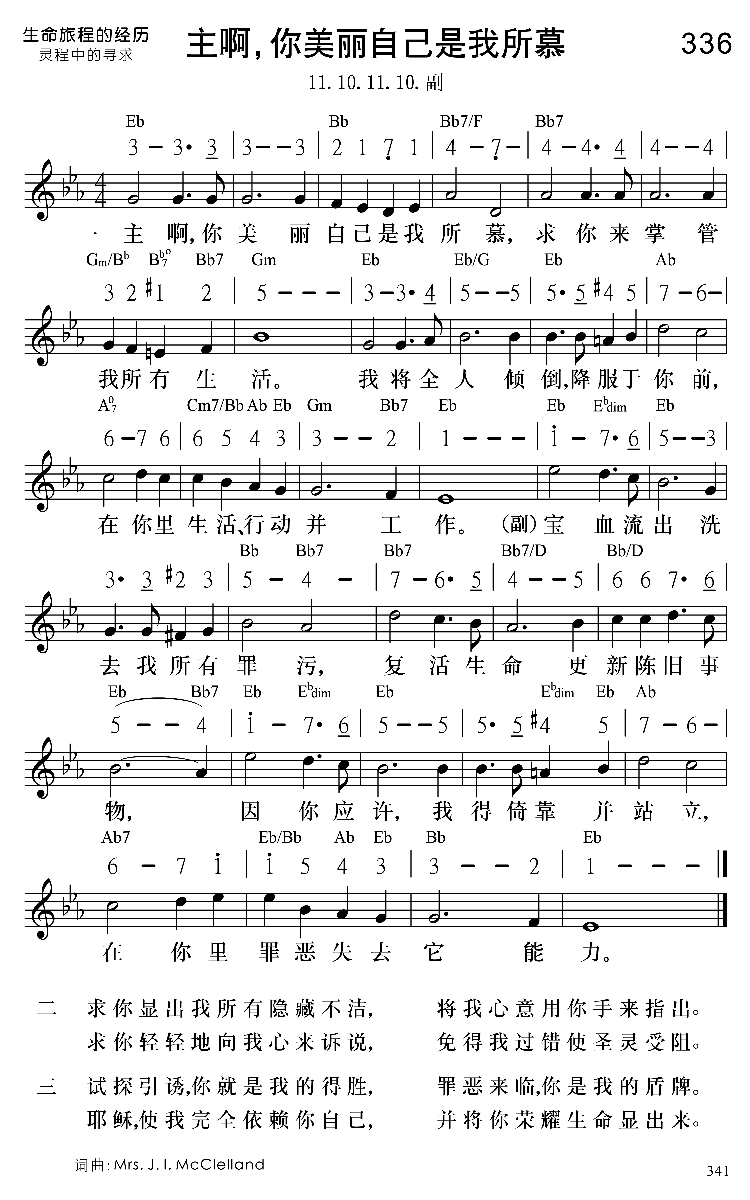 生命旅程的经历
灵程中的寻求
主啊,你美丽自己是我所慕
336
11. 10. 11. 10. 副
Eb Bb Bb7/F Bb7
3 – 3· 3 | 3 – – 3 | 2 1 7 1 | 4 – 7 – | 4 – 4· 4 | 4 – – 4
主啊,你美丽自己是我所慕,求你来掌管
Gm/Bb Bb7o Bb7 Gm Eb Eb/G Eb Ab
3 2 #1 2 | 5 – – – | 3 – 3· 4 | 5 – – 5 | 5· 5 #4 5 | 7 – 6 –
我所有生活。我将全人倾倒,降服于你前,
Aø7 Cm7/Bb Ab Eb Gm Bb7 Eb Eb Ebdim Eb
6 – 7 6 | 6 5 4 3 | 3 – – 2 | 1 – – – | i – 7· 6 | 5 – – 3
在你里生活、行动并工作。(副)宝血流出洗
Bb Bb7 Bb7 Bb7/D Bb/D
3· 3 #2 3 | 5 – 4 – | 7 – 6· 5 | 4 – – 5 | 6 6 7· 6
去我所有罪污,复活生命更新陈旧事
Eb Bb7 Eb Ebdim Eb Ebdim Eb Ab
5 – – 4 | i – 7· 6 | 5 – – 5 | 5· 5 #4 5 | 7 – 6 –
物,因你应许,我得倚靠并站立,
Ab7 Eb/Bb Ab Eb Bb Eb
6 – 7 i | i 5 4 3 | 3 – – 2 | 1 – –
在你里罪恶失去它能力。
二 求你显出我所有隐藏不洁, 将我心意用你手来指出。
求你轻轻地向我心来诉说, 免得我过错使圣灵受阻。
三 试探引诱,你就是我的得胜, 罪恶来临,你是我的盾牌。
耶稣,使我完全依赖你自己, 并将你荣耀生命显出来。
词曲: Mrs. J. I. McClelland
341